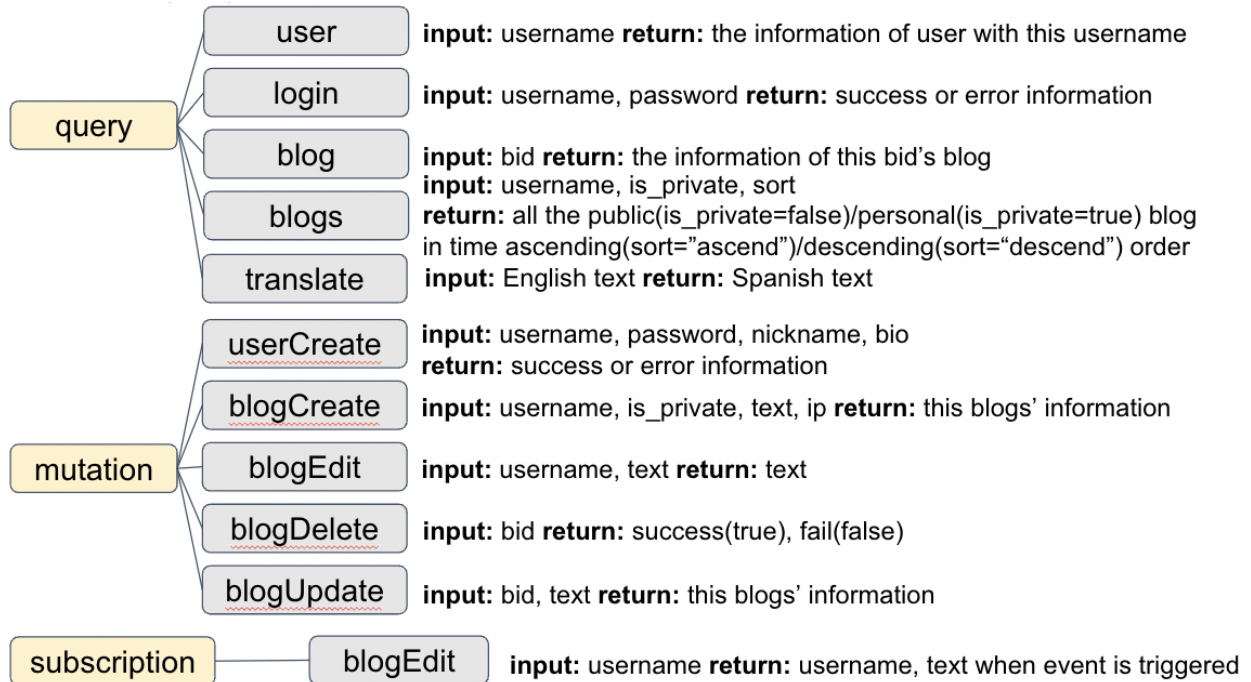 user
input: username return: the information of user with this username
login
input: username, password return: success or error information
query
blog
input: bid return: the information of this bid’s blog
input: username, is_private, sort
blogs
return: all the public(is_private=false)/personal(is_private=true) blog
in time ascending(sort=”ascend”)/descending(sort=“descend”) order
translate
input: English text return: Spanish text
userCreate
input: username, password, nickname, bio
return: success or error information
blogCreate
input: username, is_private, text, ip return: this blogs’ information
mutation
blogEdit
input: username, text return: text
blogDelete
input: bid return: success(true), fail(false)
blogUpdate
input: bid, text return: this blogs’ information
subscription
blogEdit
input: username return: username, text when event is triggered